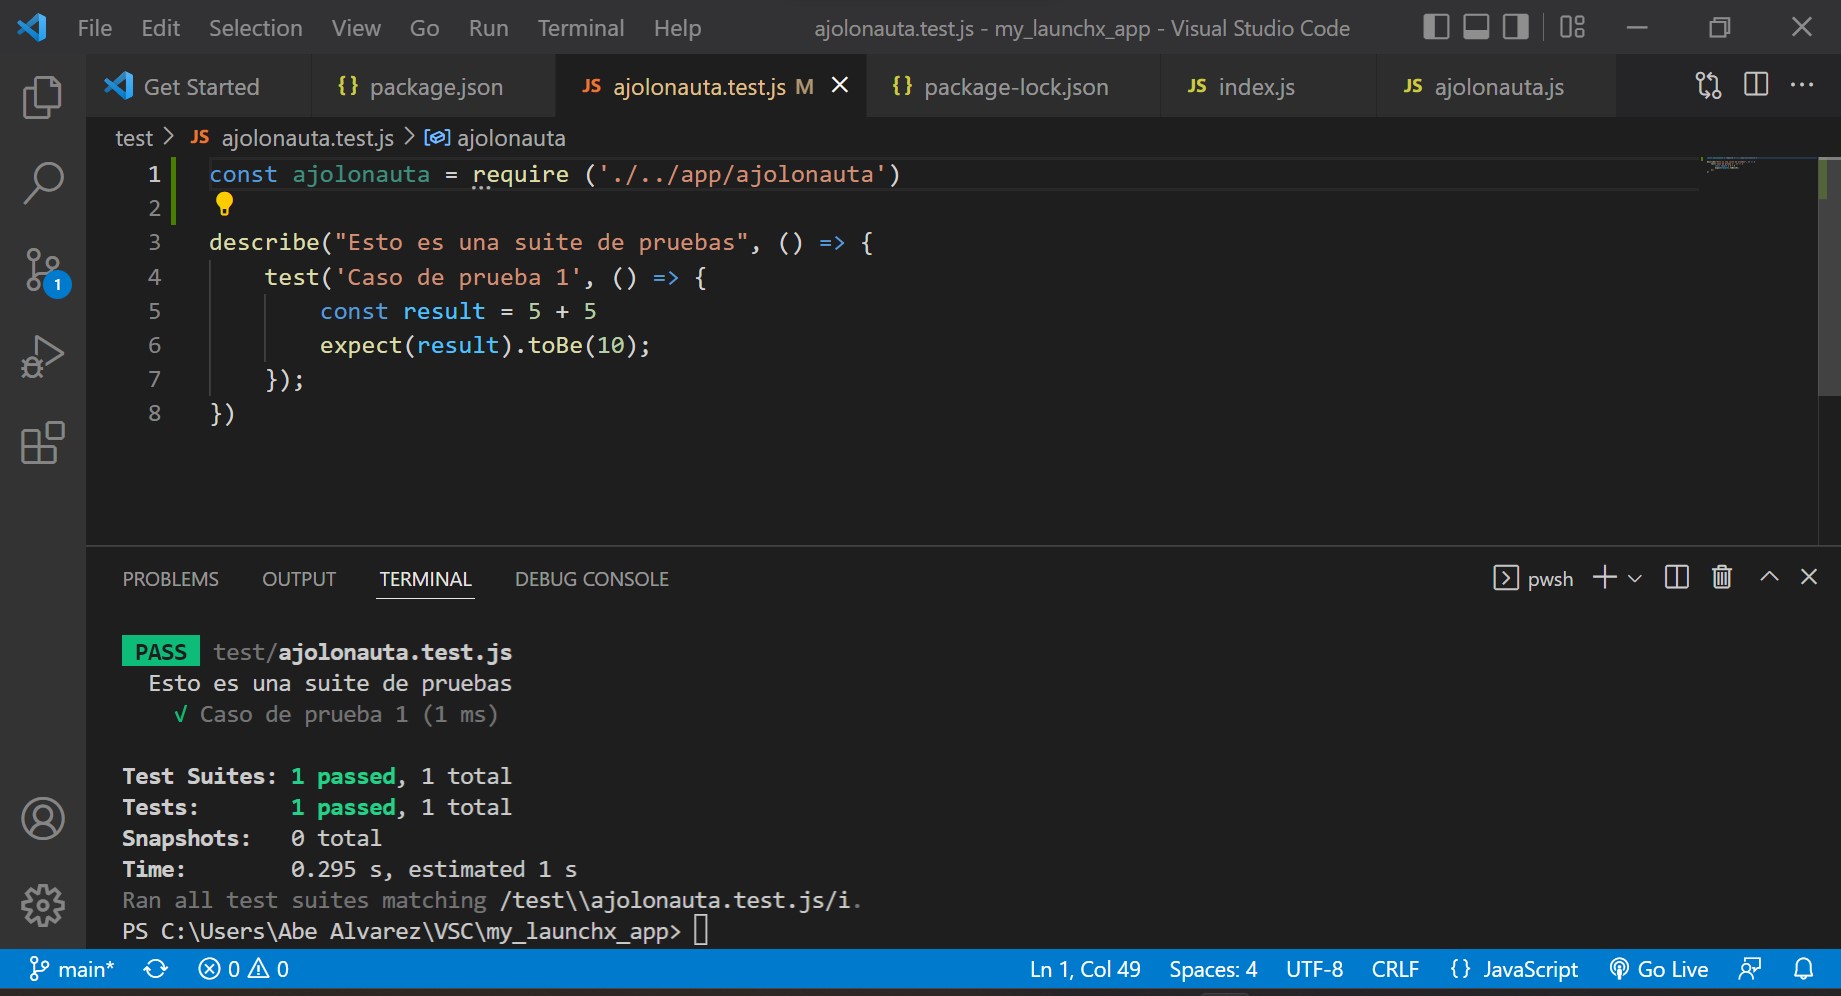 File Edit Selection View Go Run Terminal Help ajolonauta.test.js - my_launchx_app - Visual Studio Code
Get Started {} package.json JS ajolonauta.test.js M {} package-lock.json JS index.js JS ajolonauta.js
test > JS ajolonauta.test.js > ajolonauta
1 const ajolonauta = require ('./../app/ajolonauta')
2
3 describe("Esto es una suite de pruebas", () => {
4 test('Caso de prueba 1', () => {
5 const result = 5 + 5
6 expect(result).toBe(10);
7 });
8 })
1
PROBLEMS OUTPUT TERMINAL DEBUG CONSOLE pwsh
PASS test/ajolonauta.test.js
Esto es una suite de pruebas
√ Caso de prueba 1 (1 ms)
Test Suites: 1 passed, 1 total
Tests: 1 passed, 1 total
Snapshots: 0 total
Time: 0.295 s, estimated 1 s
Ran all test suites matching /test\\ajolonauta.test.js/i.
PS C:\Users\Abe Alvarez\VSC\my_launchx_app>
main* 0 0 Ln 1, Col 49 Spaces: 4 UTF-8 CRLF {} JavaScript Go Live